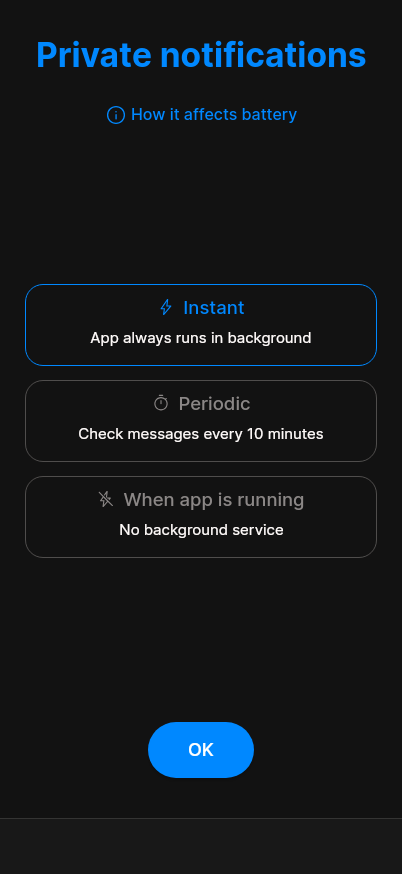 Private notifications
How it affects battery
Instant
App always runs in background
Periodic
Check messages every 10 minutes
When app is running
No background service
OK